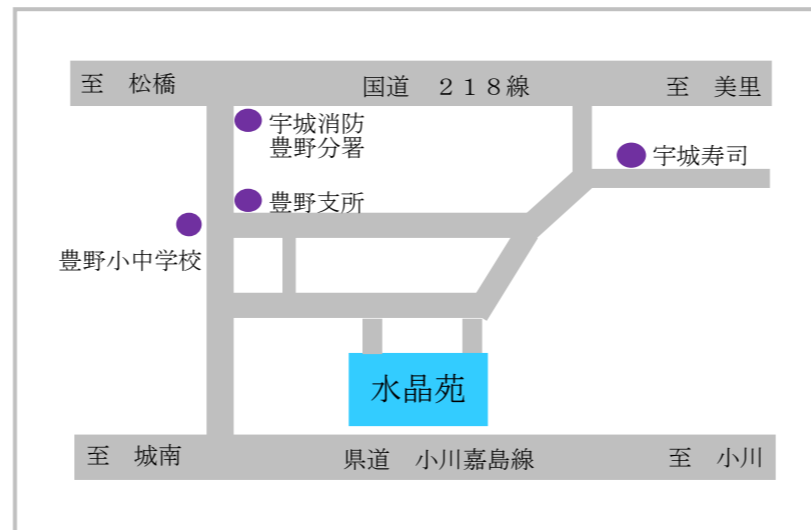 至　松橋
国道　２１８線
至　美里
宇城消防
豊野分署
宇城寿司
豊野支所
豊野小中学校
水晶苑
至　城南
県道　小川嘉島線
至　小川